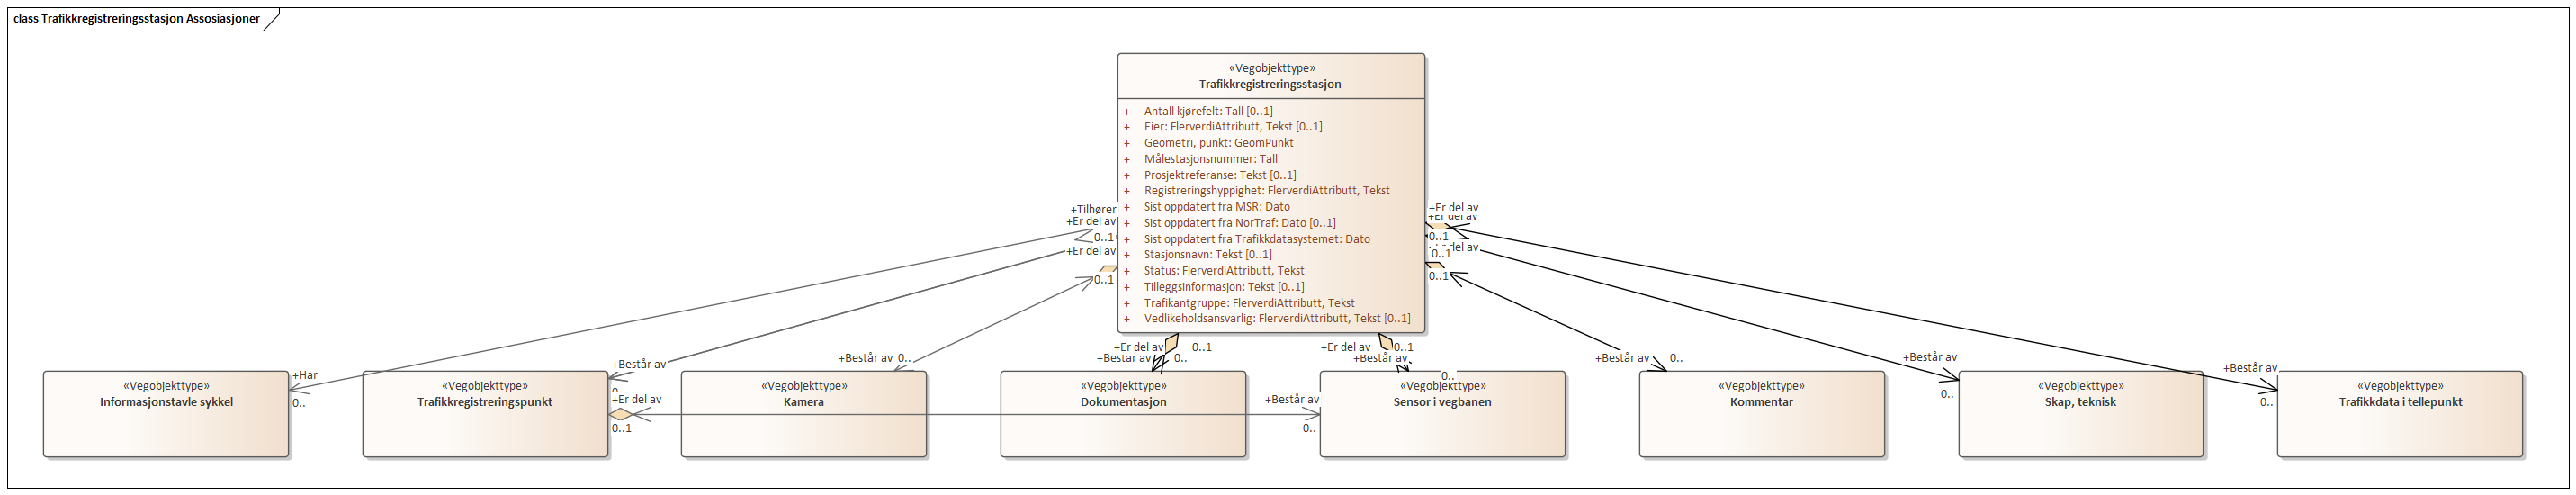 class Trafikkregistreringsstasjon Assosiasjoner
«Vegobjekttype»
Trafikkregistreringsstasjon
+ Antall kjørefelt: Tall [0..1]
+ Eier: FlerverdiAttributt, Tekst [0..1]
+ Geometri, punkt: GeomPunkt
+ Målestasjonsnummer: Tall
+ Prosjektreferanse: Tekst [0..1]
+ Registreringshyppighet: FlerverdiAttributt, Tekst
+ Sist oppdatert fra MSR: Dato
+ Sist oppdatert fra NorTraf: Dato [0..1]
+ Sist oppdatert fra Trafikkdatasystemet: Dato
+ Stasjonsnavn: Tekst [0..1]
+ Status: FlerverdiAttributt, Tekst
+ Tilleggsinformasjon: Tekst [0..1]
+ Trafikantgruppe: FlerverdiAttributt, Tekst
+ Vedlikeholdsansvarlig: FlerverdiAttributt, Tekst [0..1]
+Tilhører
+Er del av
0..1
+Er del av
0..1
+Er del av
+Er del av
0..1
del av
0..1
0..1
+Er del av
0..1
+Består av
0..
+Er del av
0..1
+Består av
0..
+Har
0..
+Består av
+Består av 0..
+Består av
0..
+Består av
0..
+Består av
0..
+Er del av
0..1
+Består av
0..
«Vegobjekttype»
Informasjonstavle sykkel
«Vegobjekttype»
Trafikkregistreringspunkt
«Vegobjekttype»
Kamera
«Vegobjekttype»
Dokumentasjon
«Vegobjekttype»
Sensor i vegbanen
«Vegobjekttype»
Kommentar
«Vegobjekttype»
Skap, teknisk
«Vegobjekttype»
Trafikkdata i tellepunkt